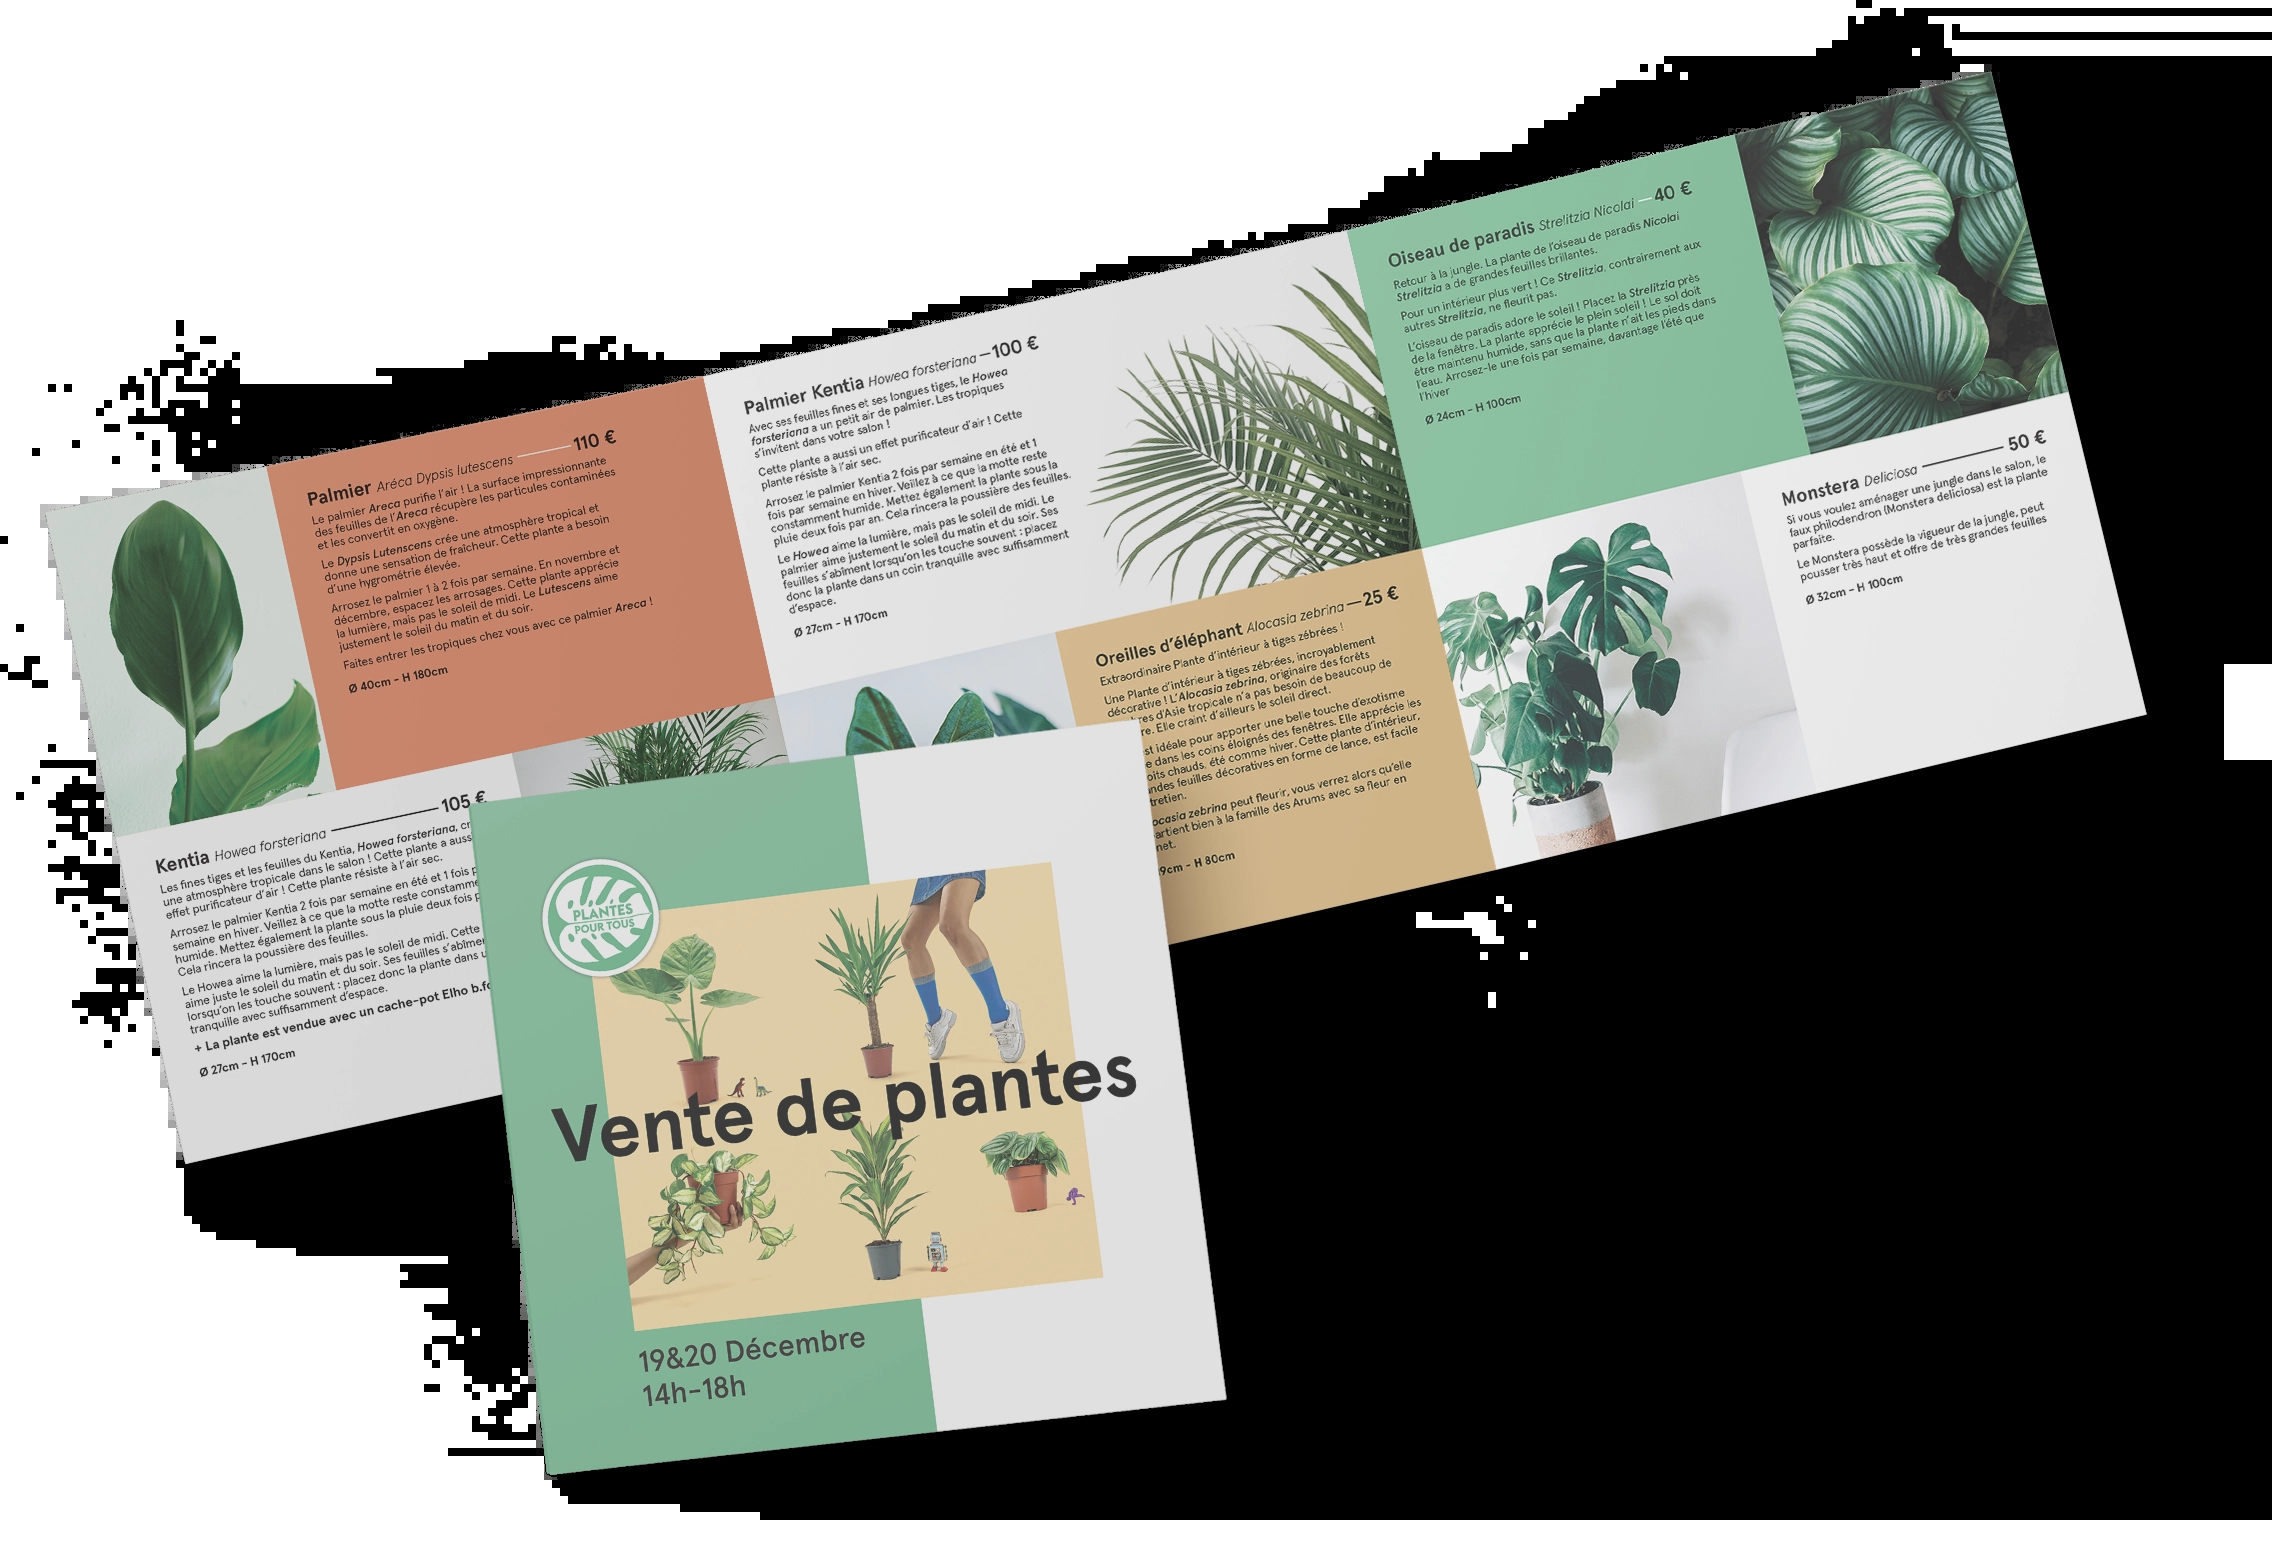 Palmier Aréca Dypsis lutescens — 110 €
Le palmier Areca purifie l'air ! La surface impressionnante
des feuilles de l'Areca récupère les particules contaminées
et les convertit en oxygène.
Le Dypsis Lutenscens crée une atmosphère tropical et
donne une sensation de fraîcheur. Cette plante a besoin
d'une hygrométrie élevée.
Arrosez le palmier 1 à 2 fois par semaine. En novembre et
décembre, espacez les arrosages. Cette plante apprécie
la lumière, mais pas le soleil de midi. Le Lutescens aime
justement le soleil du matin et du soir.
Faites entrer les tropiques chez vous avec ce palmier Areca !
Ø 40cm – H 180cm
Palmier Kentia Howea forsteriana — 100 €
Avec ses feuilles fines et ses longues tiges, le Howea
forsteriana a un petit air de palmier. Les tropiques
s'invitent dans votre salon !
Cette plante a aussi un effet purificateur d'air ! Cette
plante résiste à l'air sec.
Arrosez le palmier Kentia 2 fois par semaine en été et 1
fois par semaine en hiver. Veillez à ce que la motte reste
constamment humide. Mettez également la plante sous la
pluie deux fois par an. Cela rincera la poussière des feuilles.
Le Howea aime la lumière, mais pas le soleil de midi. Le
palmier aime justement le soleil du matin et du soir. Ses
feuilles s'abîment lorsqu'on les touche souvent : placez
donc la plante dans un coin tranquille avec suffisamment
d'espace.
Ø 27cm – H 170cm
Oiseau de paradis Strelitzia Nicolai — 40 €
Retour à la jungle. La plante de l'oiseau de paradis Nicolai
Strelitzia a de grandes feuilles brillantes.
Pour un intérieur plus vert ! Ce Strelitzia, contrairement aux
autres Strelitzia, ne fleurit pas.
L'oiseau de paradis adore le soleil ! Placez la Strelitzia près
de la fenêtre. La plante apprécie le plein soleil ! Le sol doit
être maintenu humide, sans que la plante n'ait les pieds dans
l'eau. Arrosez-le une fois par semaine, davantage l'été que
l'hiver
Ø 24cm – H 100cm
Kentia Howea forsteriana — 105 €
Les fines tiges et les feuilles du Kentia, Howea forsteriana, cr
une atmosphère tropicale dans le salon ! Cette plante a auss
effet purificateur d'air ! Cette plante résiste à l'air sec.
Arrosez le palmier Kentia 2 fois par semaine en été et 1 fois p
semaine en hiver. Veillez à ce que la motte reste constamme
humide. Mettez également la plante sous la pluie deux fois p
Cela rincera la poussière des feuilles.
Le Howea aime la lumière, mais pas le soleil de midi. Cette
aime juste le soleil du matin et du soir. Ses feuilles s'abîmen
lorsqu'on les touche souvent : placez donc la plante dans u
tranquille avec suffisamment d'espace.
+ La plante est vendue avec un cache-pot Elho b.fo
Ø 27cm – H 170cm
Oreilles d'éléphant Alocasia zebrina — 25 €
Extraordinaire Plante d'intérieur à tiges zébrées !
Une Plante d'intérieur à tiges zébrées, incroyablement
décorative ! L'Alocasia zebrina, originaire des forêts
res d'Asie tropicale n'a pas besoin de beaucoup de
re. Elle craint d'ailleurs le soleil direct.
st idéale pour apporter une belle touche d'exotisme
e dans les coins éloignés des fenêtres. Elle apprécie les
oits chauds, été comme hiver. Cette plante d'intérieur,
ndes feuilles décoratives en forme de lance, est facile
tretien.
ocasia zebrina peut fleurir, vous verrez alors qu'elle
artient bien à la famille des Arums avec sa fleur en
net.
9cm – H 80cm
Monstera Deliciosa — 50 €
Si vous voulez aménager une jungle dans le salon, le
faux philodendron (Monstera deliciosa) est la plante
parfaite.
Le Monstera possède la vigueur de la jungle, peut
pousser très haut et offre de très grandes feuilles
Ø 32cm – H 100cm
PLANTES
POUR TOUS
Vente de plantes
19&20 Décembre
14h–18h